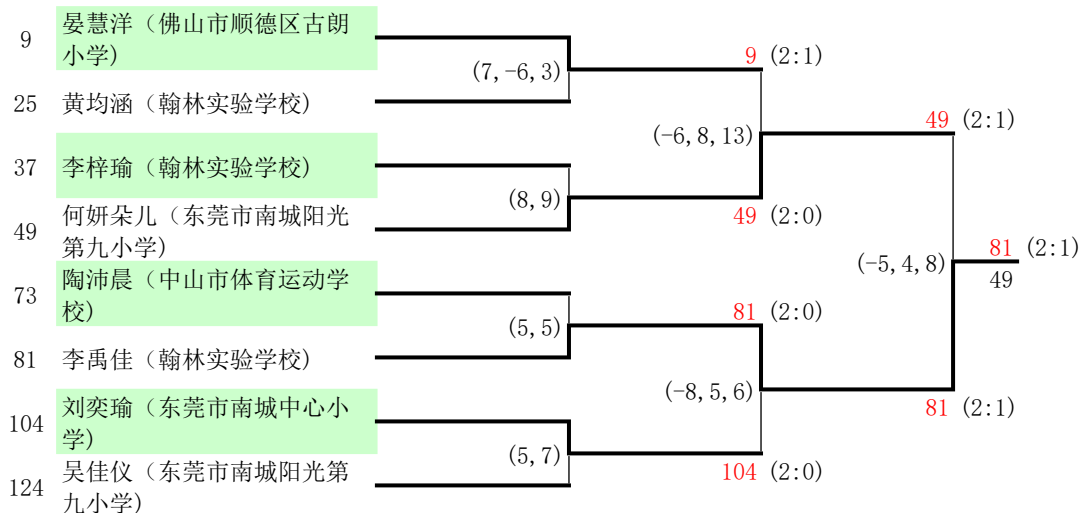 9
晏慧洋（佛山市顺德区古朗
小学)
(7,-6,3)
9 (2:1)
25
黄均涵（翰林实验学校)
(-6,8,13)
49 (2:1)
37
李梓瑜（翰林实验学校)
(8,9)
49 (2:0)
49
何妍朵儿（东莞市南城阳光
第九小学)
(-5,4,8)
81 (2:1)
49
73
陶沛晨（中山市体育运动学
校)
(5,5)
81 (2:0)
81
李禹佳（翰林实验学校)
(-8,5,6)
81 (2:1)
104
刘奕瑜（东莞市南城中心小
学)
(5,7)
104 (2:0)
124
吴佳仪（东莞市南城阳光第
九小学)